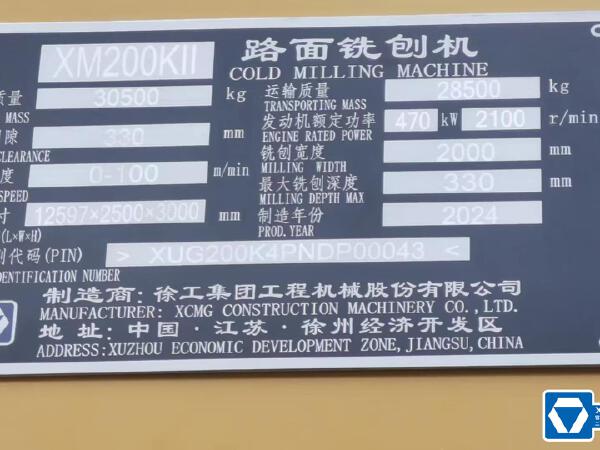 XM200KII 路面铣刨机
COLD MILLING MACHINE
质量 30500 kg 运输质量 28500 kg
MASS TRANSPORTING MASS
间隙 330 mm 发动机额定功率 470 kW 2100 r/min
CLEARANCE ENGINE RATED POWER
度 0-100 m/min 铣刨宽度 2000 mm
SPEED MILLING WIDTH
寸 12597×2500×3000 mm 最大铣刨深度 330 mm
(L×W×H) MILLING DEPTH MAX
制造年份 2024
PROD. YEAR
别代码(PIN) > XUG200K4PNDP00043 <
IDENTIFICATION NUMBER
制造商:徐工集团工程机械股份有限公司
MANUFACTURER: XCMG CONSTRUCTION MACHINERY CO., LTD.
地 址: 中国·江苏·徐州经济开发区
ADDRESS:XUZHOU ECONOMIC DEVELOPMENT ZONE, JIANGSU, CHINA